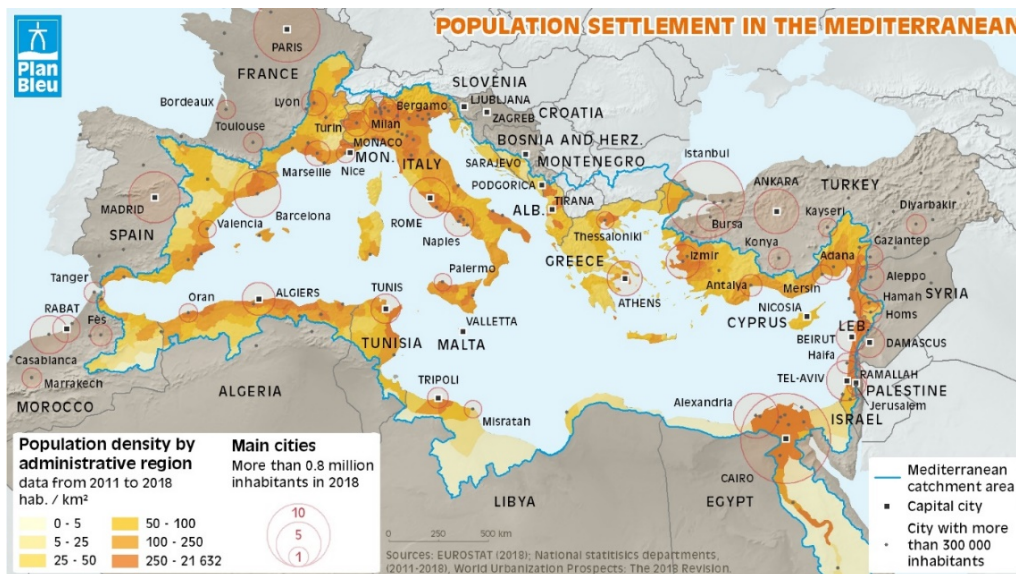 POPULATION SETTLEMENT IN THE MEDITERRANEAN
Plan
Bleu
PARIS
FRANCE
SLOVENIA
LJUBLJANA
CROATIA
ZAGREB
Bordeaux
Lyon
Bergamo
Turin
Milan
BOSNIA AND HERZ.
Toulouse
MONACO
MON.
ITALY
SARAJEVO
MONTENEGRO
Istanbul
Marseille
Nice
PODGORICA
ANKARA
TURKEY
MADRID
ROME
TIRANA
ALB.
Bursa
Kayseri
Diyarbakir
SPAIN
Valencia
Barcelona
Naples
Thessaloniki
Konya
Gaziantep
GREECE
Izmir
Adana
Tanger
Palermo
Antalya
Mersin
Aleppo
RABAT
Oran
ALGIERS
TUNIS
ATHENS
NICOSIA
Hamah
SYRIA
Fès
VALLETTA
CYPRUS
LEB.
Homs
TUNISIA
MALTA
BEIRUT
DAMASCUS
Casablanca
Haifa
Marrakech
ALGERIA
TRIPOLI
TEL-AVIV
RAMALLAH
PALESTINE
MOROCCO
Misratah
Alexandria
Jerusalem
ISRAEL
CAIRO
LIBYA
EGYPT
Population density by
administrative region
data from 2011 to 2018
hab. / km²
0 - 5
5 - 25
25 - 50
50 - 100
100 - 250
250 - 21 632
Main cities
More than 0.8 million
inhabitants in 2018
10
5
1
0 250 500 km
Sources: EUROSTAT (2018); National statitisics departments,
(2011-2018), World Urbanization Prospects: The 2018 Revision.
Mediterranean
catchment area
Capital city
City with more
than 300 000
inhabitants